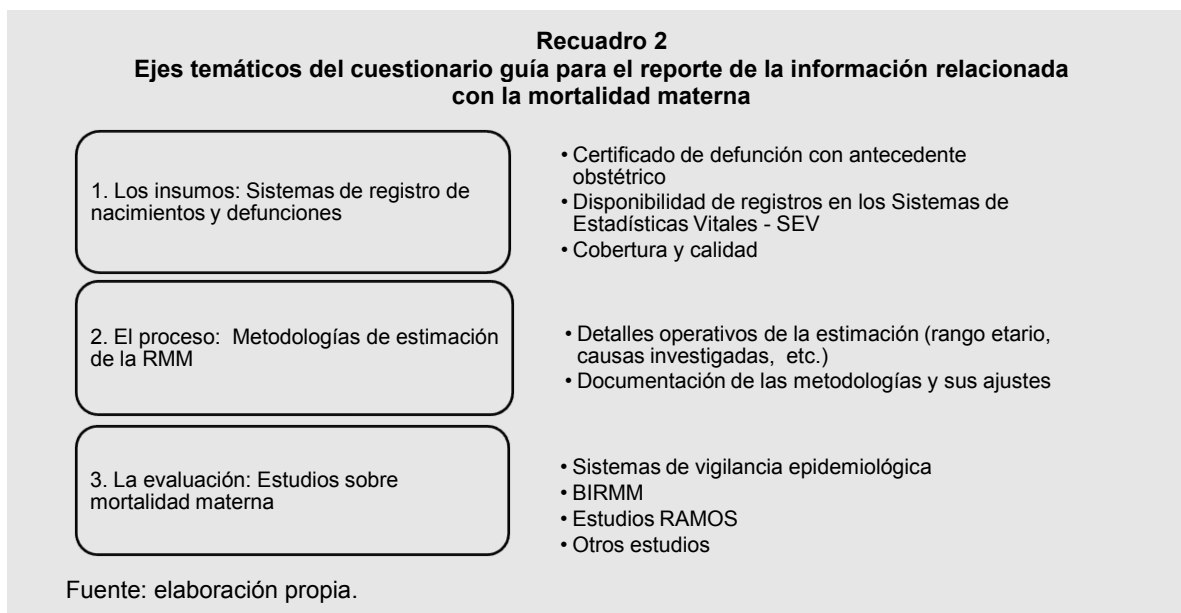 Recuadro 2
Ejes temáticos del cuestionario guía para el reporte de la información relacionada
con la mortalidad materna
1. Los insumos: Sistemas de registro de
nacimientos y defunciones
• Certificado de defunción con antecedente
obstétrico
• Disponibilidad de registros en los Sistemas de
Estadísticas Vitales - SEV
• Cobertura y calidad
2. El proceso: Metodologías de estimación
de la RMM
• Detalles operativos de la estimación (rango etario,
causas investigadas, etc.)
• Documentación de las metodologías y sus ajustes
3. La evaluación: Estudios sobre
mortalidad materna
• Sistemas de vigilancia epidemiológica
• BIRMM
• Estudios RAMOS
• Otros estudios
Fuente: elaboración propia.